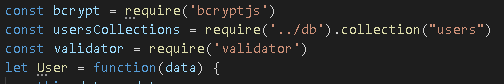 const bcrypt = require('bcryptjs')
const usersCollections = require('../db').collection("users")
const validator = require('validator')
let User = function(data) {